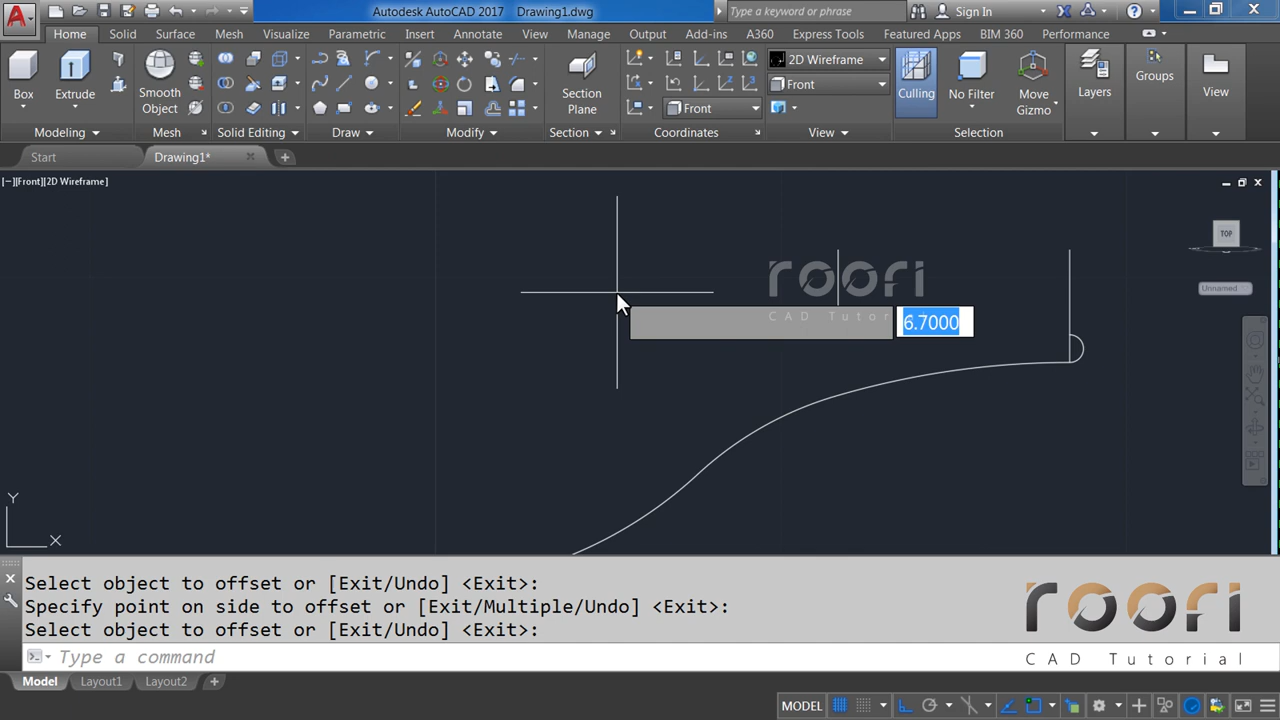 Autodesk AutoCAD 2017 Drawing1.dwg
Type a keyword or phrase
Sign In
Home Solid Surface Mesh Visualize Parametric Insert Annotate View Manage Output Add-ins A360 Express Tools Featured Apps BIM 360 Performance
Box
Extrude
Smooth
Object
Section
Plane
2D Wireframe
Front
Front
Culling
No Filter
Move
Gizmo
Layers
Groups
View
Modeling Mesh Solid Editing Draw Modify Section Coordinates View Selection
Start Drawing1*
[−][Front][2D Wireframe]
TOP
Unnamed
roofi
CAD Tutor
6.7000
Y
X
Select object to offset or [Exit/Undo] <Exit>:
Specify point on side to offset or [Exit/Multiple/Undo] <Exit>:
Select object to offset or [Exit/Undo] <Exit>:
Type a command
roofi
CAD Tutorial
Model Layout1 Layout2
MODEL